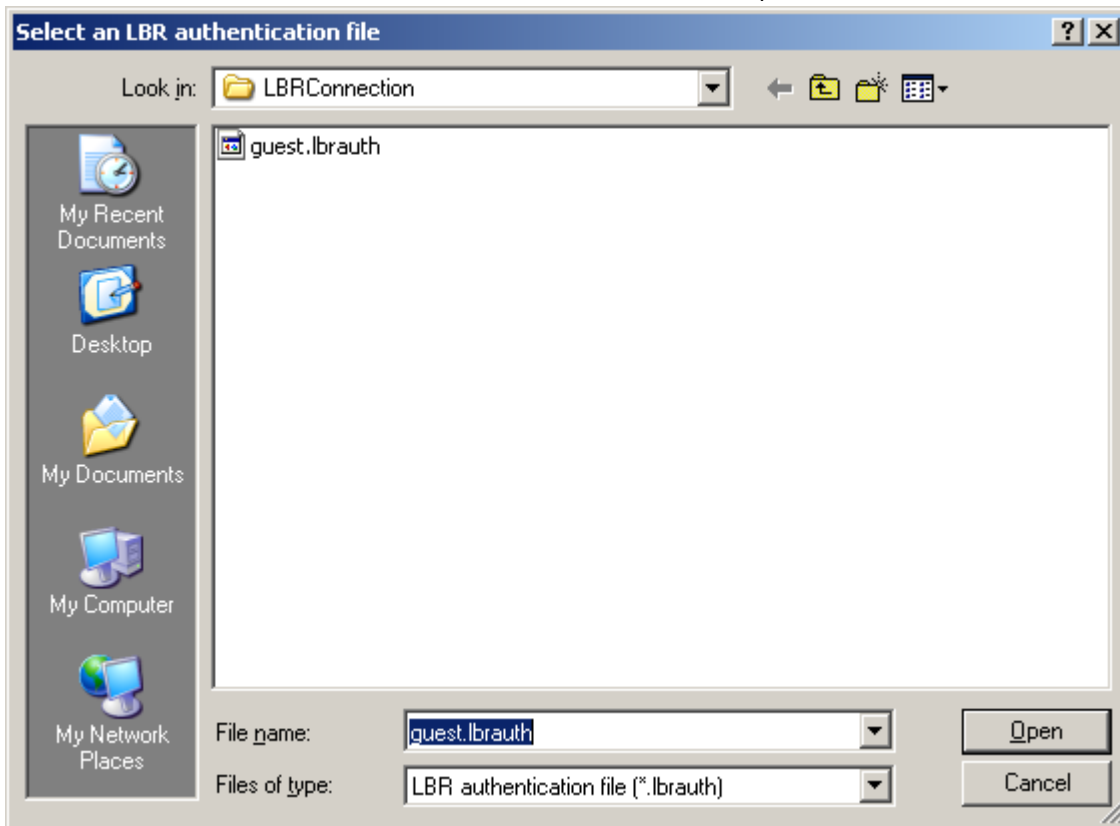 Select an LBR authentication file
Look in:
LBRConnection
guest.lbrauth
My Recent
Documents
Desktop
My Documents
My Computer
My Network
Places
File name:
guest.lbrauth
Open
Files of type:
LBR authentication file (*.lbrauth)
Cancel